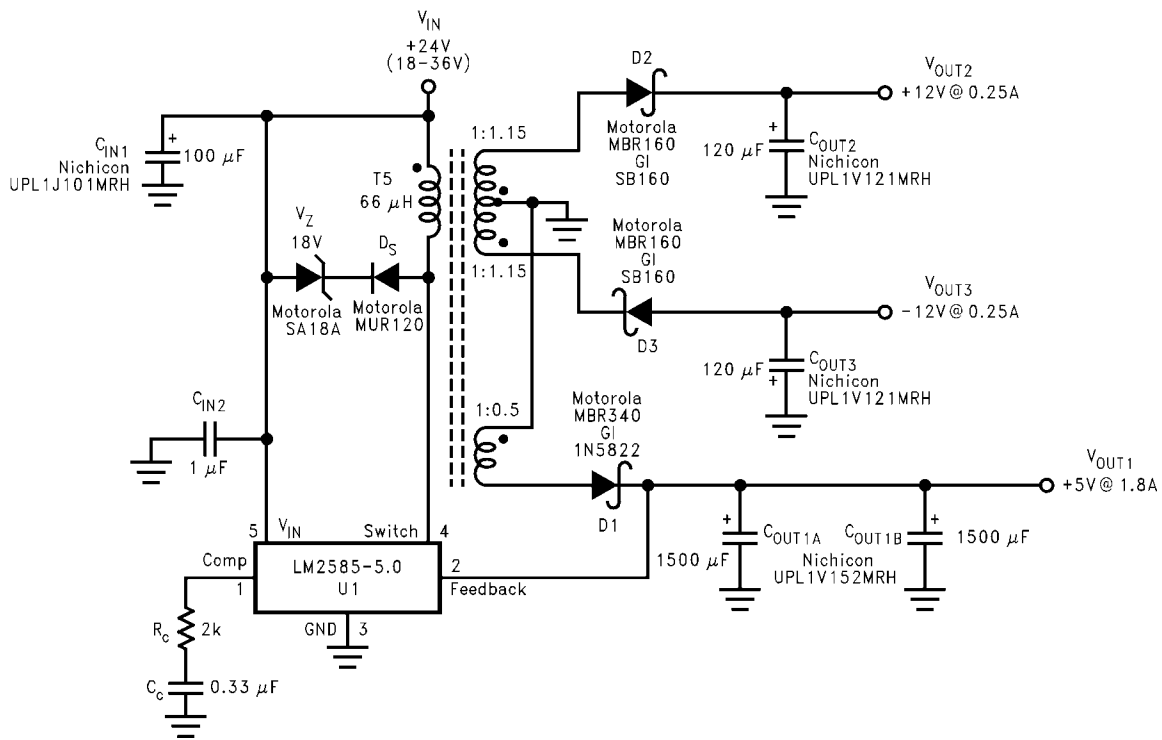 V_IN
+24V
(18-36V)
C_IN1
Nichicon
UPL1J101MRH
+
100 μF
T5
66 μH
V_Z
18V
D_S
Motorola
SA18A
Motorola
MUR120
C_IN2
1 μF
1:1.15
1:1.15
1:0.5
D2
Motorola
MBR160
GI
SB160
V_OUT2
+12V @ 0.25A
+
120 μF
C_OUT2
Nichicon
UPL1V121MRH
Motorola
MBR160
GI
SB160
D3
V_OUT3
-12V @ 0.25A
120 μF
+
C_OUT3
Nichicon
UPL1V121MRH
Motorola
MBR340
GI
1N5822
D1
V_OUT1
+5V @ 1.8A
+
1500 μF
C_OUT1A
C_OUT1B
+
1500 μF
Nichicon
UPL1V152MRH
5
V_IN
Switch
4
Comp
1
LM2585-5.0
U1
2
Feedback
GND
3
R_c
2k
C_c
0.33 μF